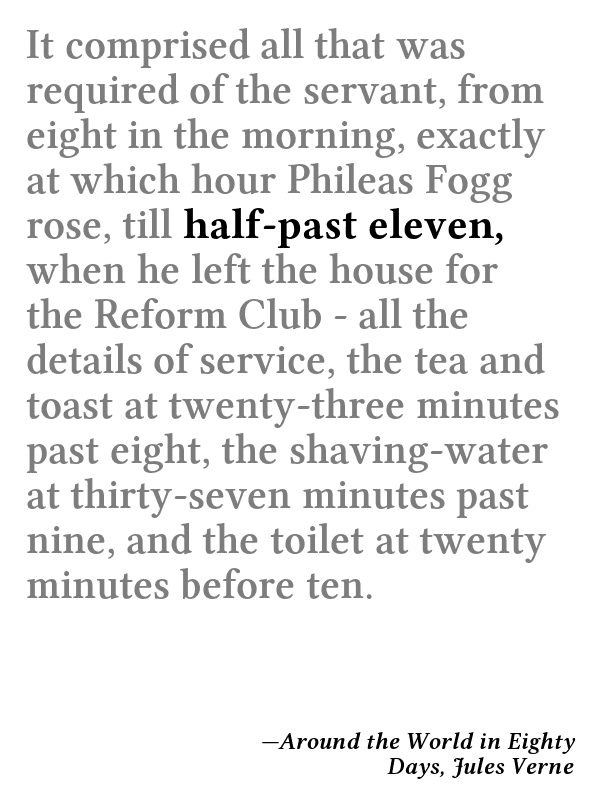 It comprised all that was
required of the servant, from
eight in the morning, exactly
at which hour Phileas Fogg
rose, till half-past eleven,
when he left the house for
the Reform Club - all the
details of service, the tea and
toast at twenty-three minutes
past eight, the shaving-water
at thirty-seven minutes past
nine, and the toilet at twenty
minutes before ten.
—Around the World in Eighty
Days, Jules Verne